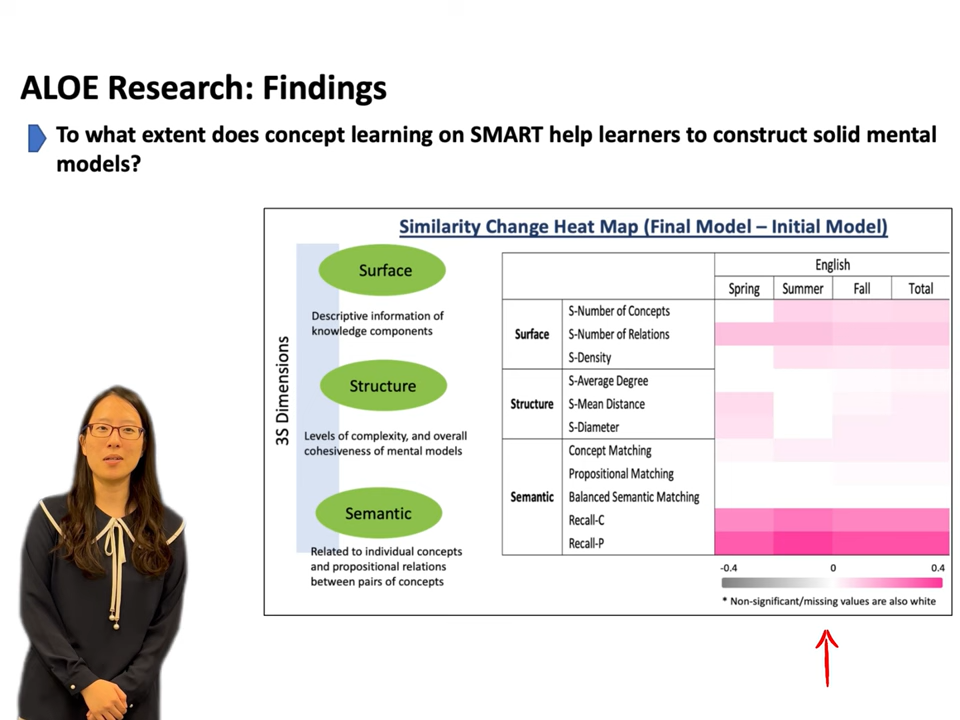 ALOE Research: Findings
To what extent does concept learning on SMART help learners to construct solid mental
models?
Similarity Change Heat Map (Final Model – Initial Model)
3S Dimensions
Surface
Descriptive information of
knowledge components
Structure
Levels of complexity, and overall
cohesiveness of mental models
Semantic
Related to individual concepts
and propositional relations
between pairs of concepts
English
Spring Summer Fall Total
Surface
S-Number of Concepts
S-Number of Relations
S-Density
Structure
S-Average Degree
S-Mean Distance
S-Diameter
Semantic
Concept Matching
Propositional Matching
Balanced Semantic Matching
Recall-C
Recall-P
-0.4 0 0.4
* Non-significant/missing values are also white